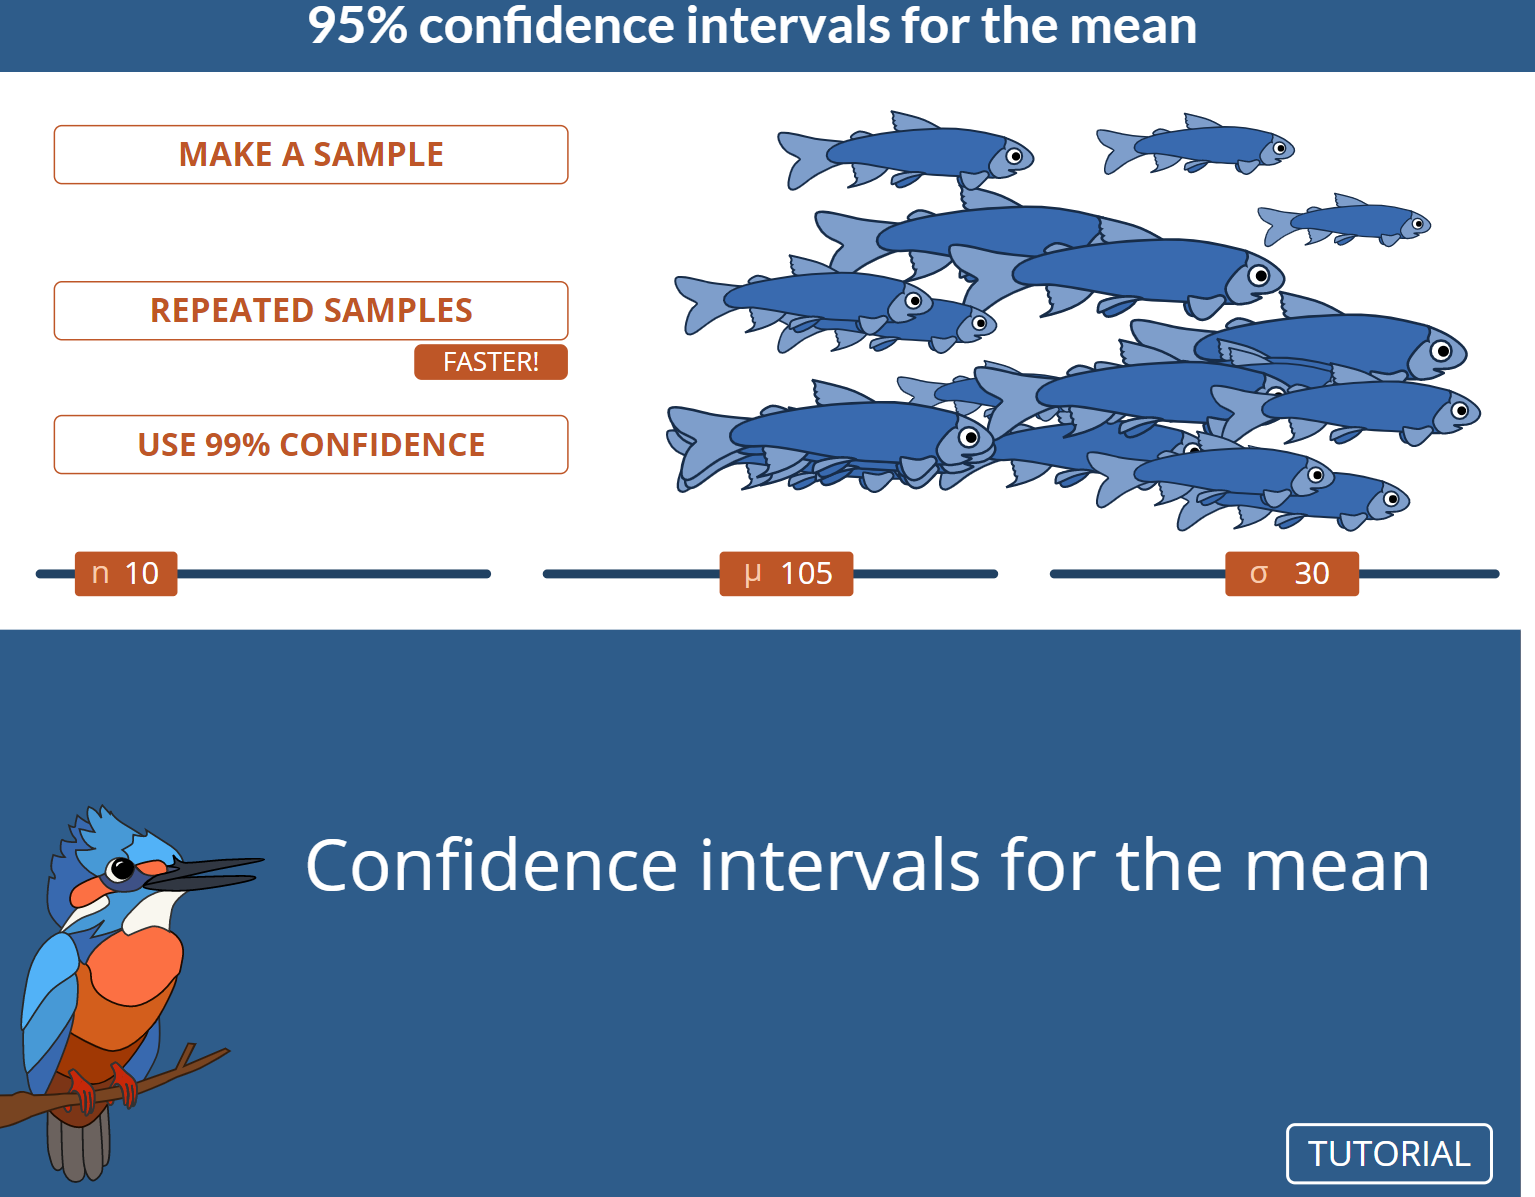 95% confidence intervals for the mean
MAKE A SAMPLE
REPEATED SAMPLES
FASTER!
USE 99% CONFIDENCE
n 10
μ 105
σ 30
Confidence intervals for the mean
TUTORIAL